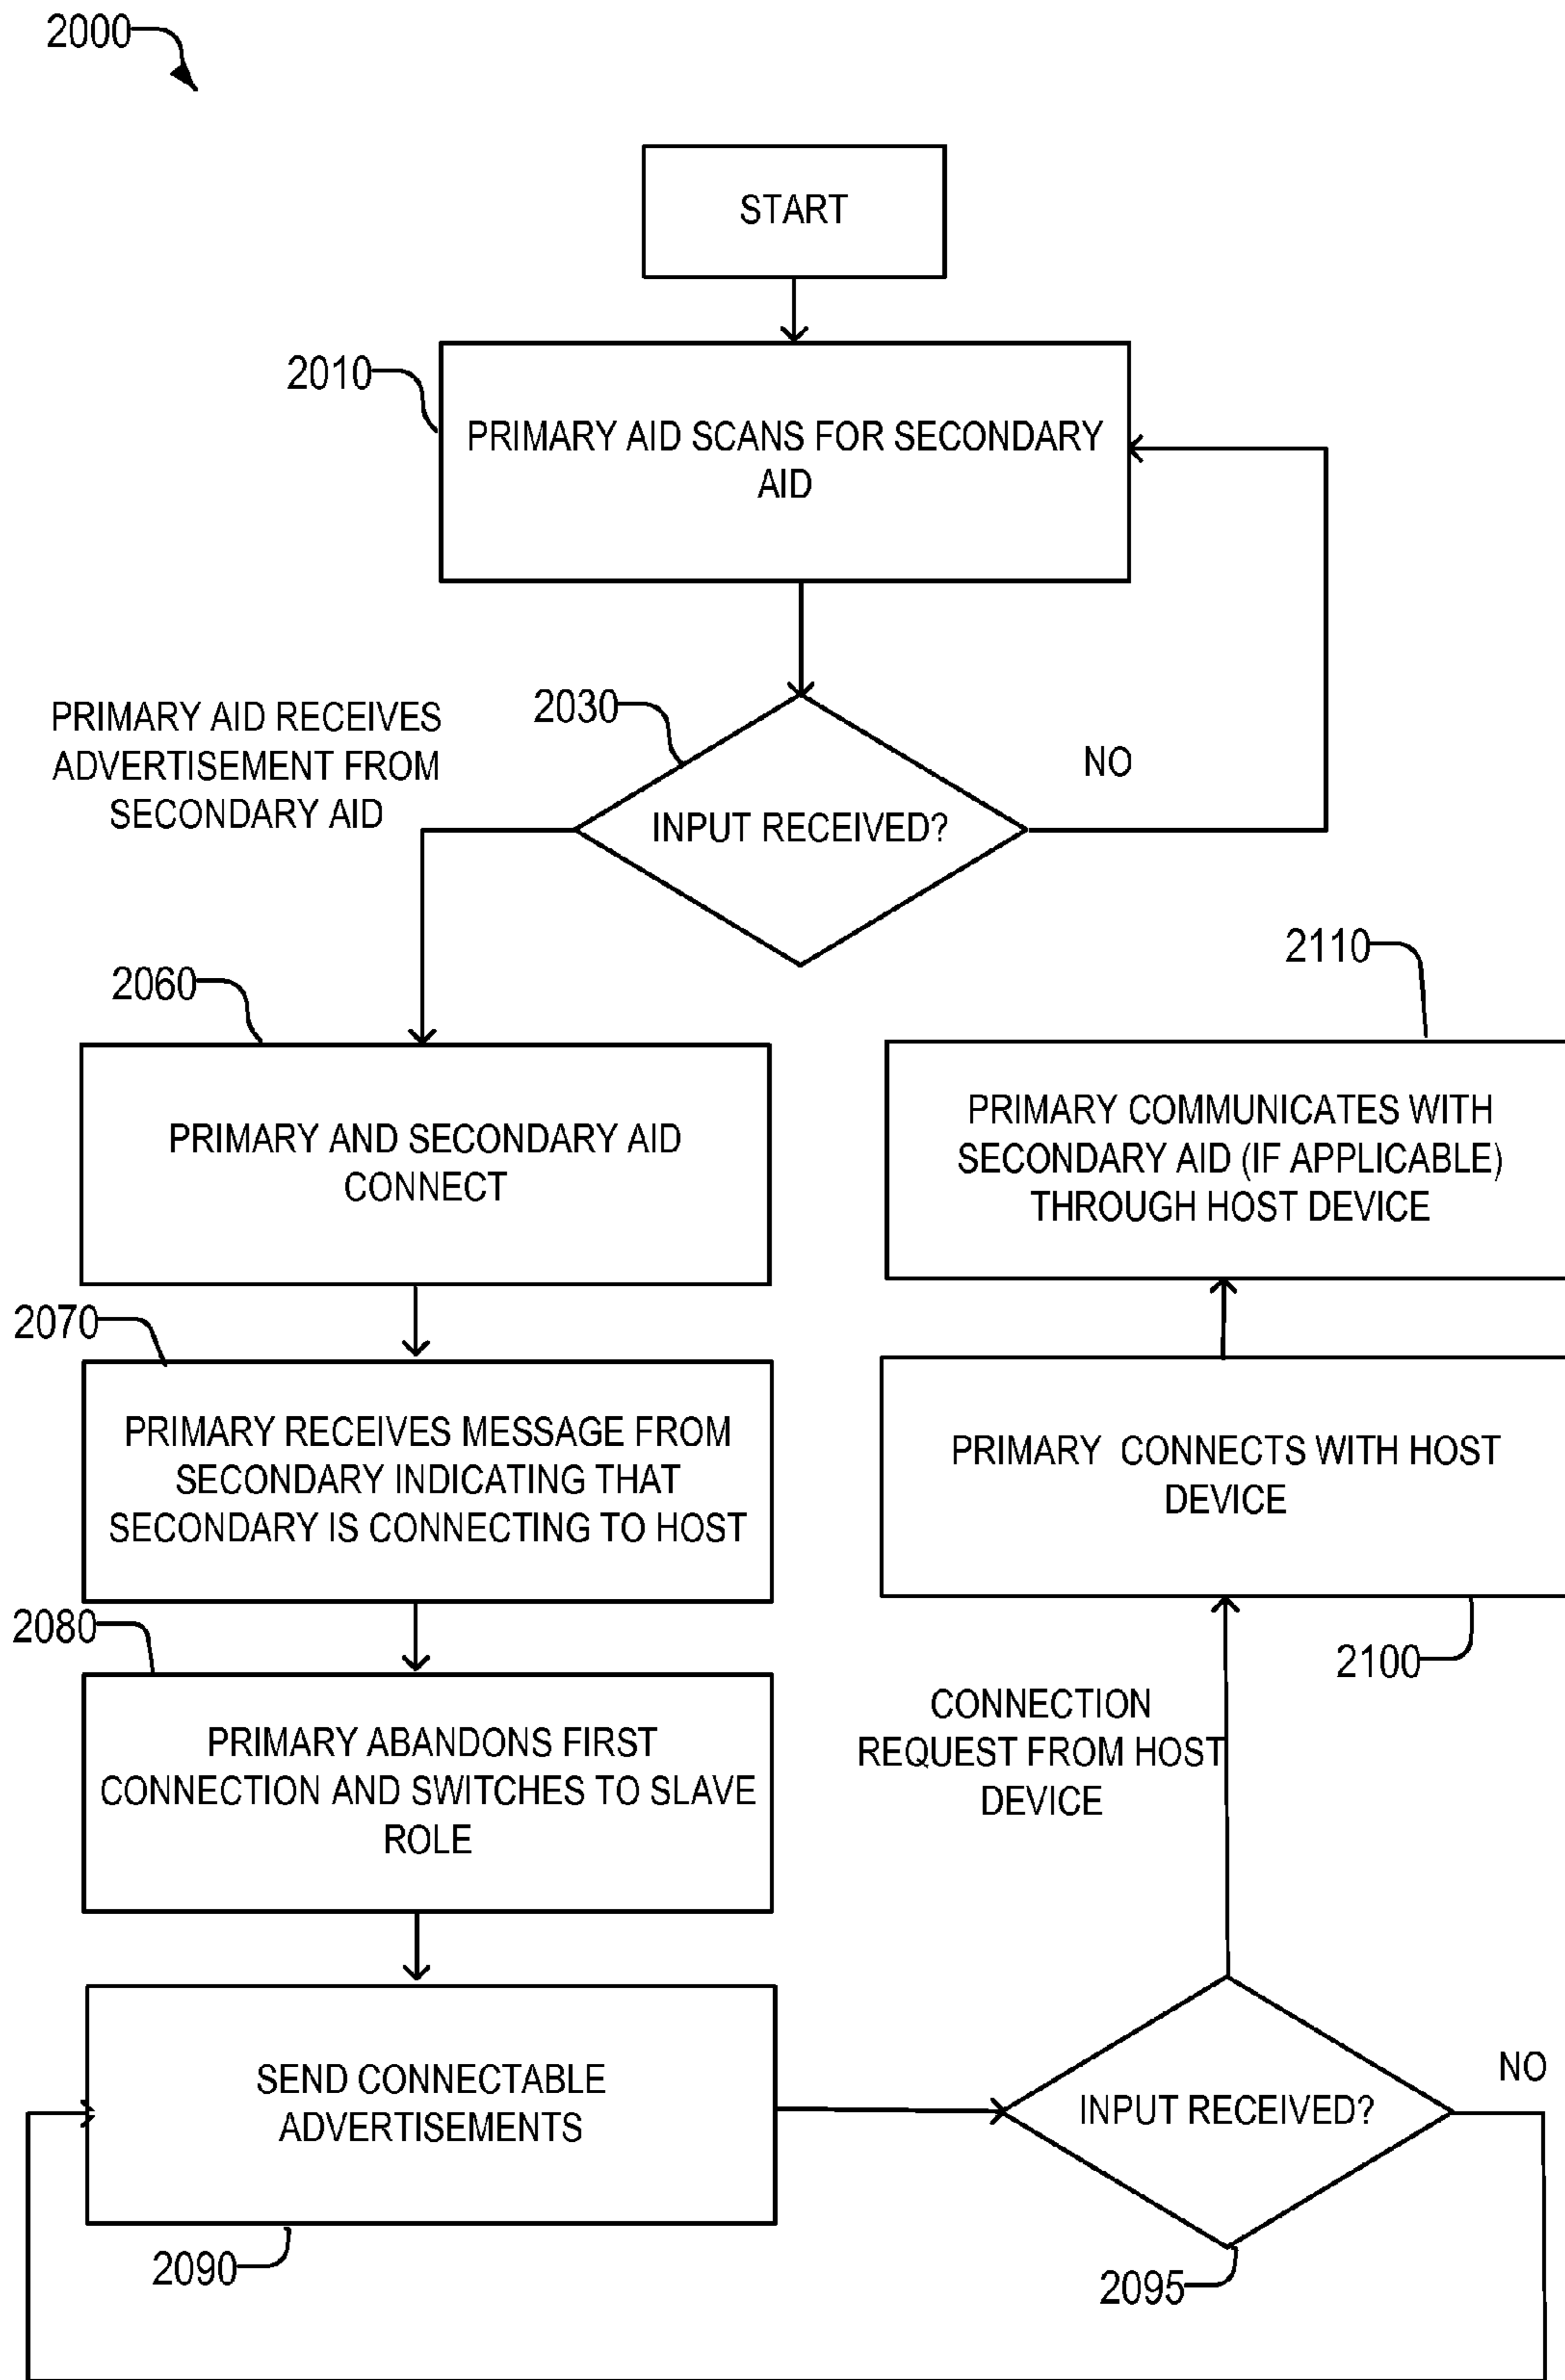 2000
START
2010
PRIMARY AID SCANS FOR SECONDARY
AID
2030
PRIMARY AID RECEIVES
ADVERTISEMENT FROM
SECONDARY AID
INPUT RECEIVED?
NO
2060
PRIMARY AND SECONDARY AID
CONNECT
2070
PRIMARY RECEIVES MESSAGE FROM
SECONDARY INDICATING THAT
SECONDARY IS CONNECTING TO HOST
2080
PRIMARY ABANDONS FIRST
CONNECTION AND SWITCHES TO SLAVE
ROLE
SEND CONNECTABLE
ADVERTISEMENTS
2090
INPUT RECEIVED?
NO
2095
CONNECTION
REQUEST FROM HOST
DEVICE
PRIMARY CONNECTS WITH HOST
DEVICE
2100
2110
PRIMARY COMMUNICATES WITH
SECONDARY AID (IF APPLICABLE)
THROUGH HOST DEVICE